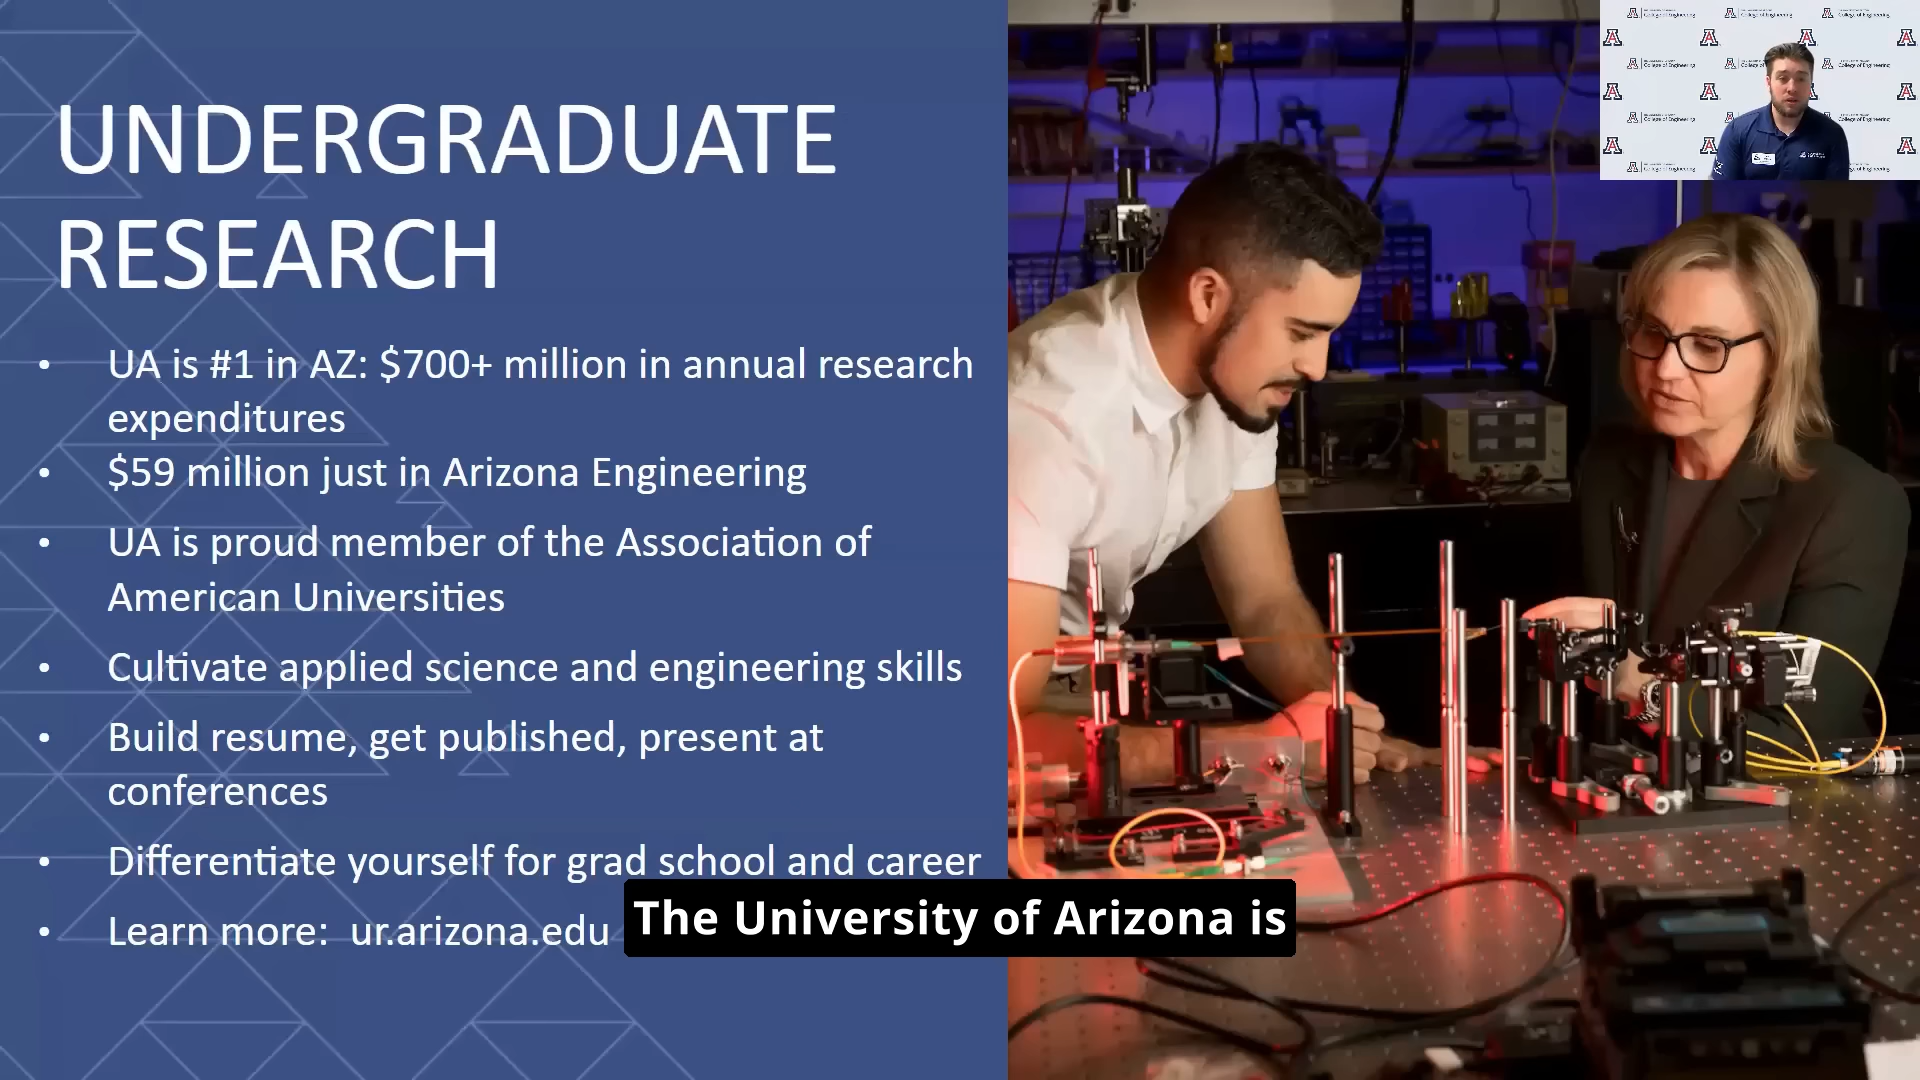 UNDERGRADUATE
RESEARCH
• UA is #1 in AZ: $700+ million in annual research
expenditures
• $59 million just in Arizona Engineering
• UA is proud member of the Association of
American Universities
• Cultivate applied science and engineering skills
• Build resume, get published, present at
conferences
• Differentiate yourself for grad school and career
• Learn more: ur.arizona.edu
The University of Arizona is
College of Engineering